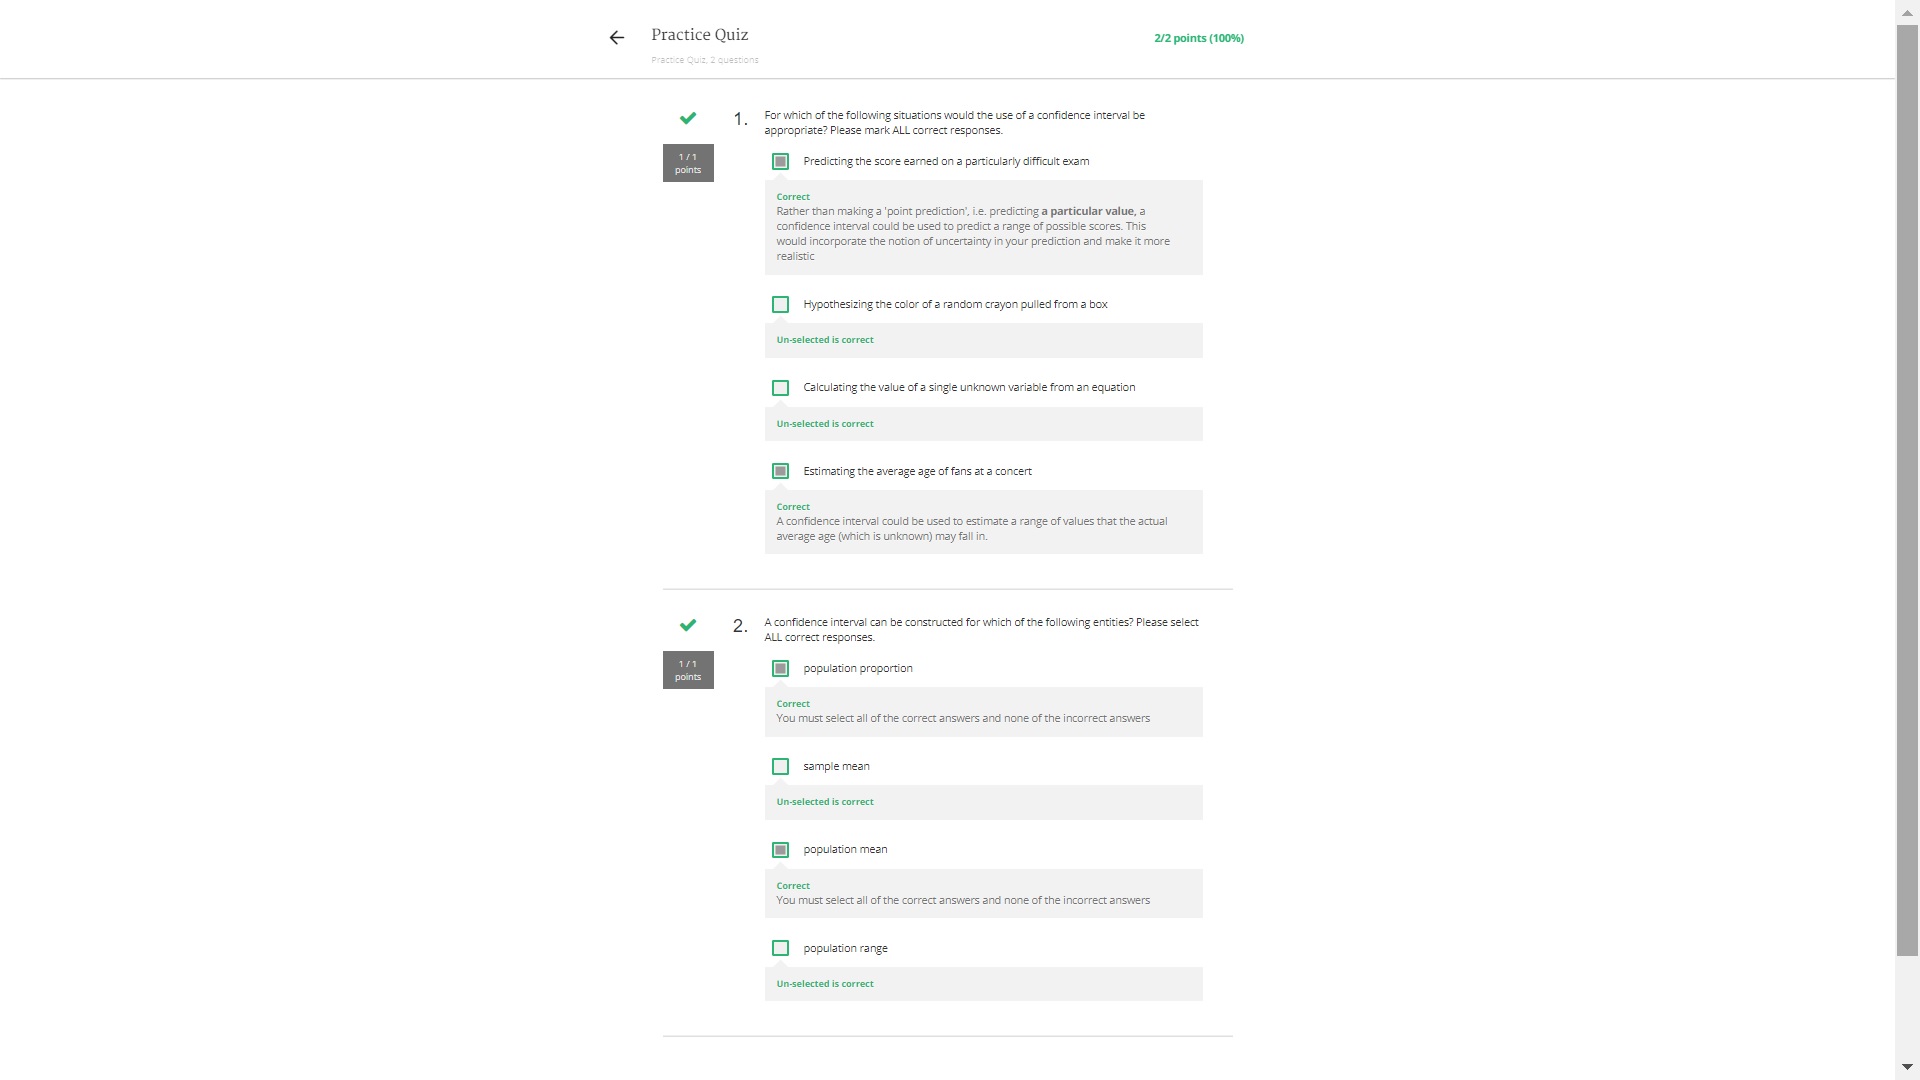 Practice Quiz
2/2 points (100%)
Practice Quiz, 2 questions
1.
For which of the following situations would the use of a confidence interval be
appropriate? Please mark ALL correct responses.
1 / 1
points
Predicting the score earned on a particularly difficult exam
Correct
Rather than making a 'point prediction', i.e. predicting a particular value, a
confidence interval could be used to predict a range of possible scores. This
would incorporate the notion of uncertainty in your prediction and make it more
realistic
Hypothesizing the color of a random crayon pulled from a box
Un-selected is correct
Calculating the value of a single unknown variable from an equation
Un-selected is correct
Estimating the average age of fans at a concert
Correct
A confidence interval could be used to estimate a range of values that the actual
average age (which is unknown) may fall in.
2.
A confidence interval can be constructed for which of the following entities? Please select
ALL correct responses.
1 / 1
points
population proportion
Correct
You must select all of the correct answers and none of the incorrect answers
sample mean
Un-selected is correct
population mean
Correct
You must select all of the correct answers and none of the incorrect answers
population range
Un-selected is correct